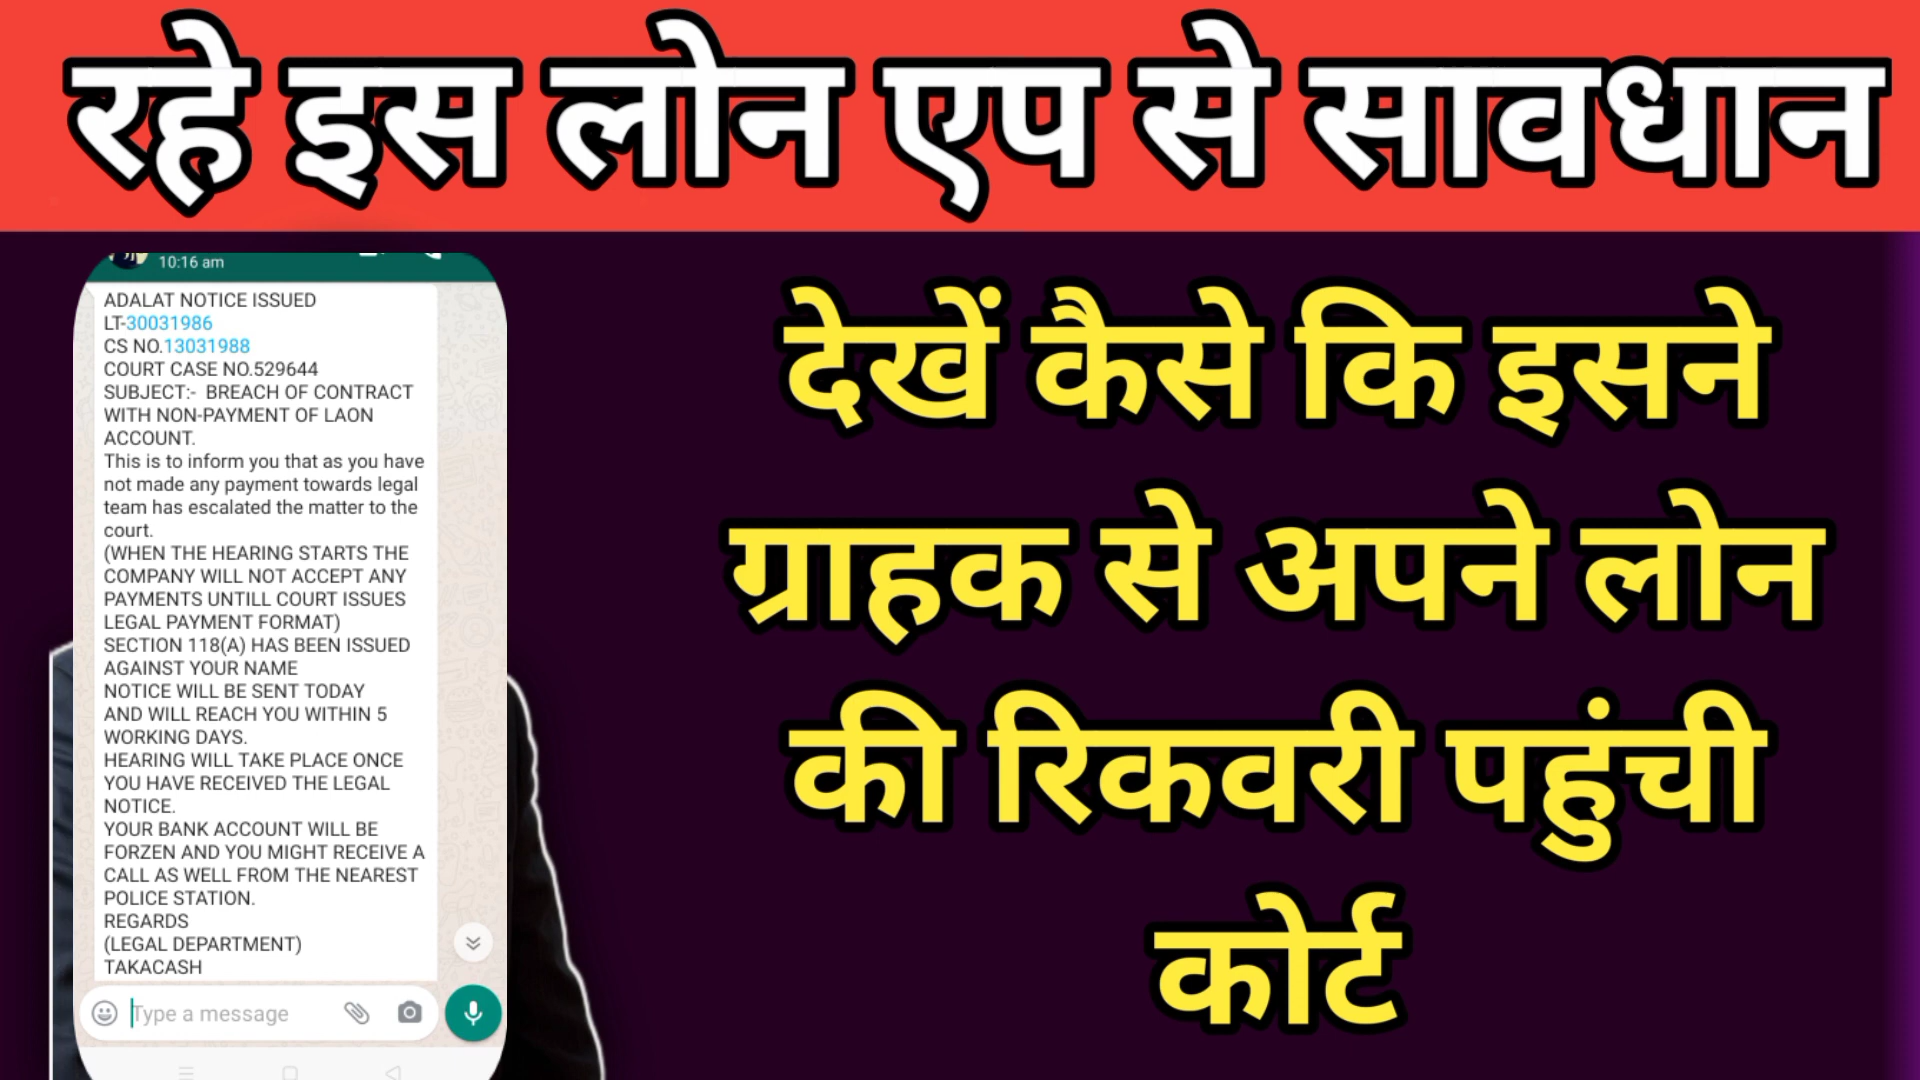 रहे इस लोन एप से सावधान
10:16 am
ADALAT NOTICE ISSUED
LT-30031986
CS NO.13031988
COURT CASE NO.529644
SUBJECT:- BREACH OF CONTRACT
WITH NON-PAYMENT OF LAON
ACCOUNT.
This is to inform you that as you have
not made any payment towards legal
team has escalated the matter to the
court.
(WHEN THE HEARING STARTS THE
COMPANY WILL NOT ACCEPT ANY
PAYMENTS UNTILL COURT ISSUES
LEGAL PAYMENT FORMAT)
SECTION 118(A) HAS BEEN ISSUED
AGAINST YOUR NAME
NOTICE WILL BE SENT TODAY
AND WILL REACH YOU WITHIN 5
WORKING DAYS.
HEARING WILL TAKE PLACE ONCE
YOU HAVE RECEIVED THE LEGAL
NOTICE.
YOUR BANK ACCOUNT WILL BE
FORZEN AND YOU MIGHT RECEIVE A
CALL AS WELL FROM THE NEAREST
POLICE STATION.
REGARDS
(LEGAL DEPARTMENT)
TAKACASH
Type a message
देखें कैसे कि इसने
ग्राहक से अपने लोन
की रिकवरी पहुंची
कोर्ट